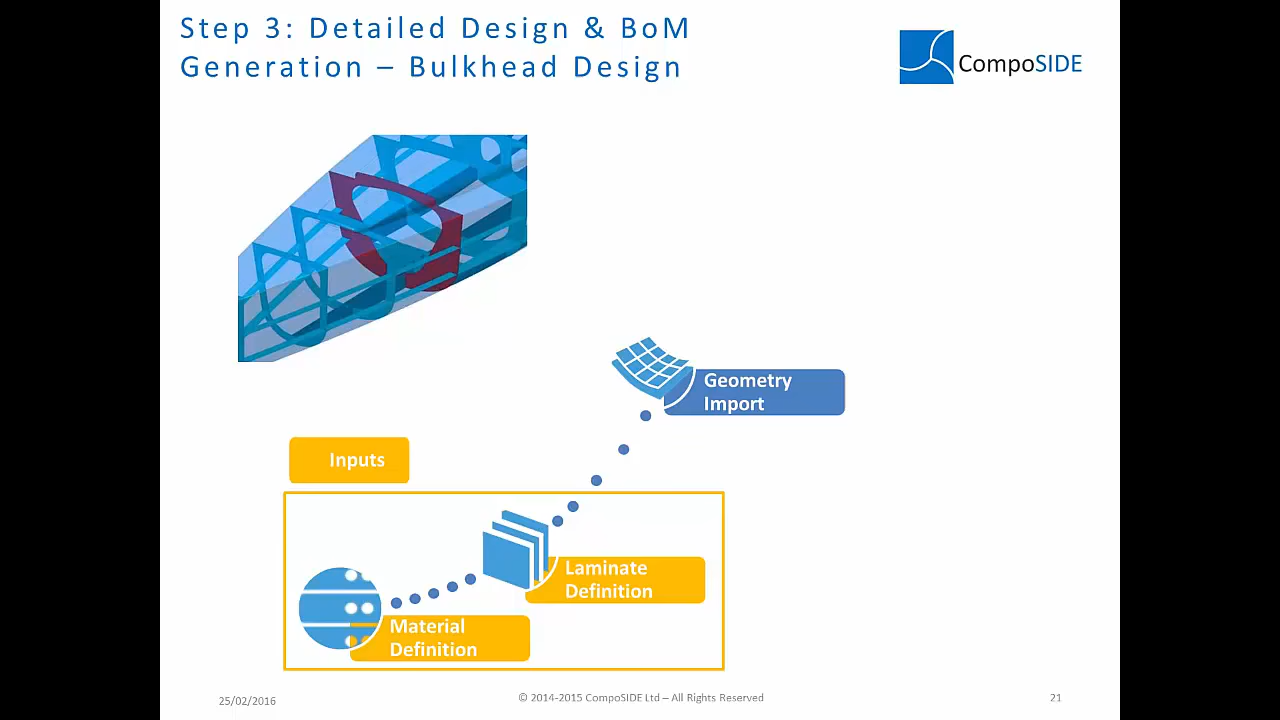 Step 3: Detailed Design & BoM
Generation – Bulkhead Design
CompoSIDE
Geometry
Import
Inputs
Laminate
Definition
Material
Definition
25/02/2016
© 2014-2015 CompoSIDE Ltd – All Rights Reserved
21